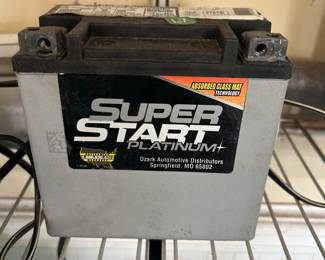 ABSORBED GLASS MAT
TECHNOLOGY
SUPER
START
PLATINUM
Ozark Automotive Distributors
Springfield, MO 65802